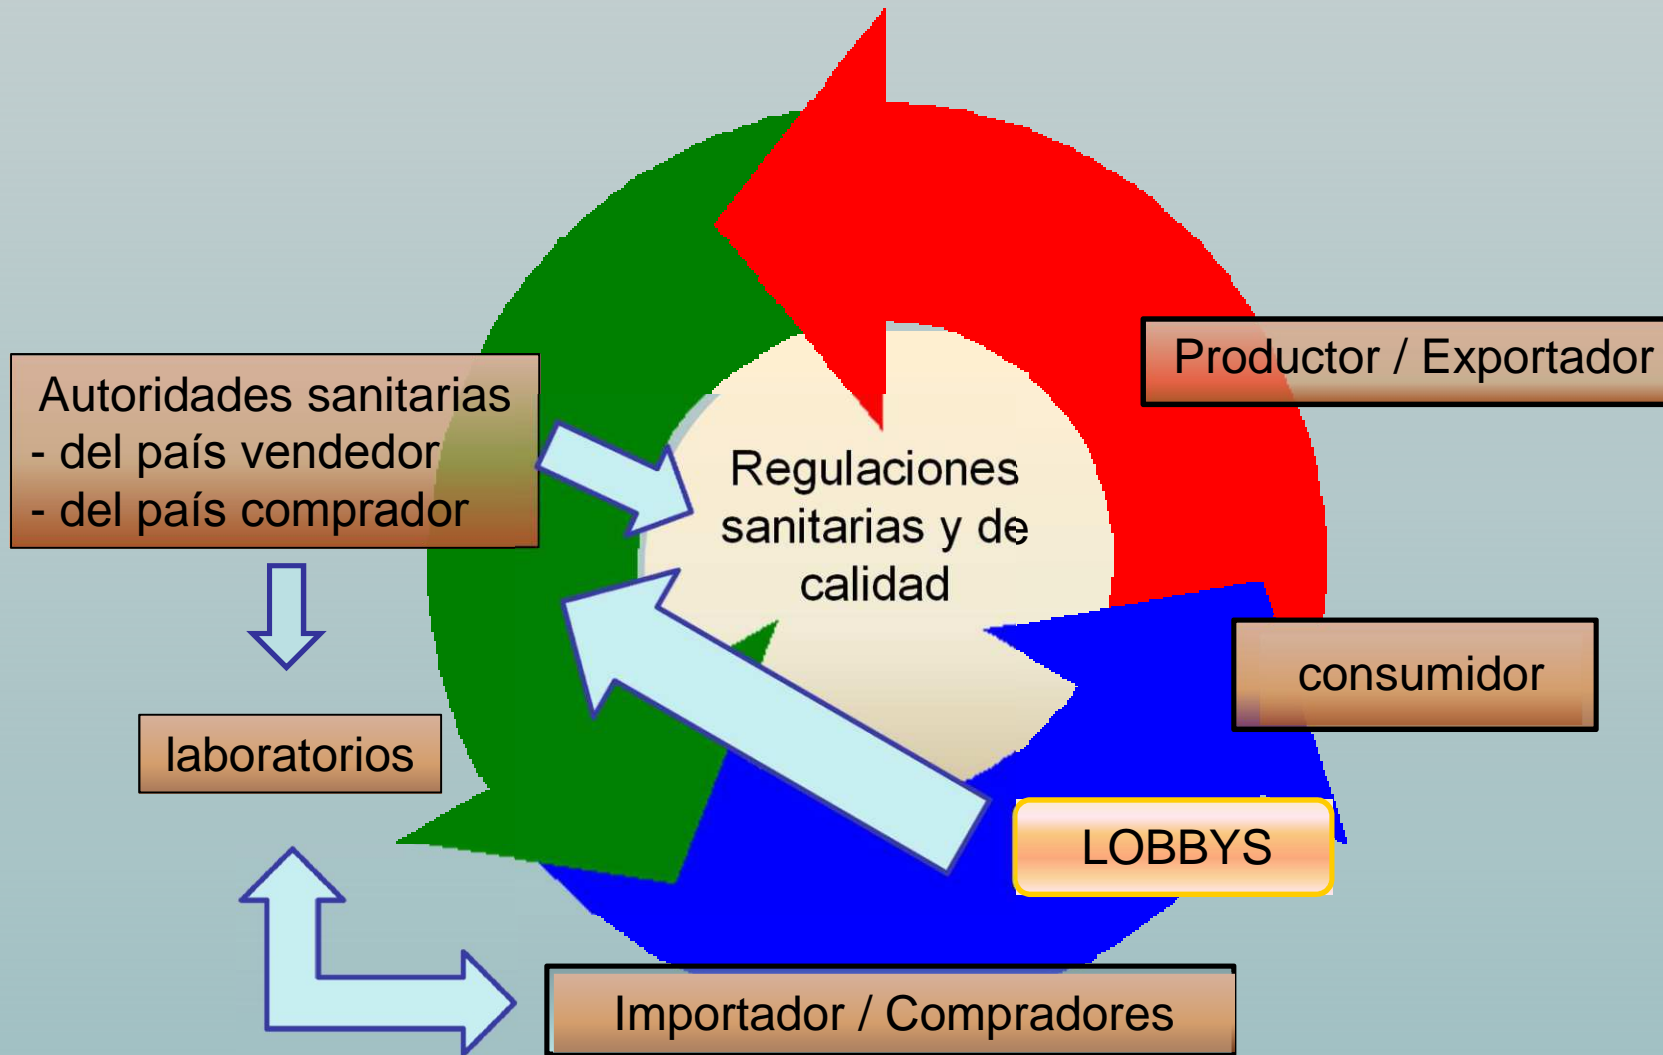 Productor / Exportador
Autoridades sanitarias
- del país vendedor
- del país comprador
Regulaciones
sanitarias y de
calidad
consumidor
laboratorios
LOBBYS
Importador / Compradores